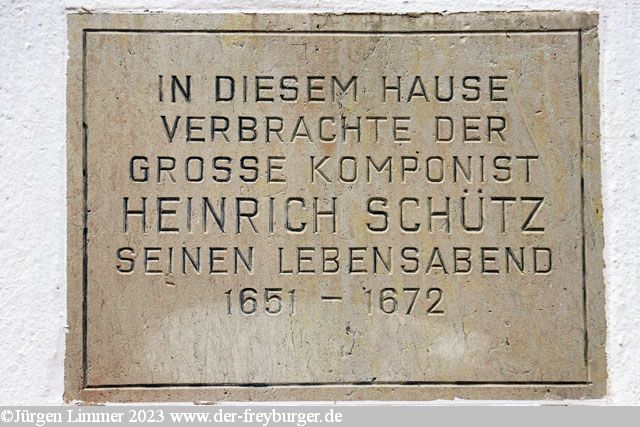 IN DIESEM HAUSE
VERBRACHTE DER
GROSSE KOMPONIST
HEINRICH SCHÜTZ
SEINEN LEBENSABEND
1651 – 1672
©Jürgen Limmer 2023 www.der-freyburger.de